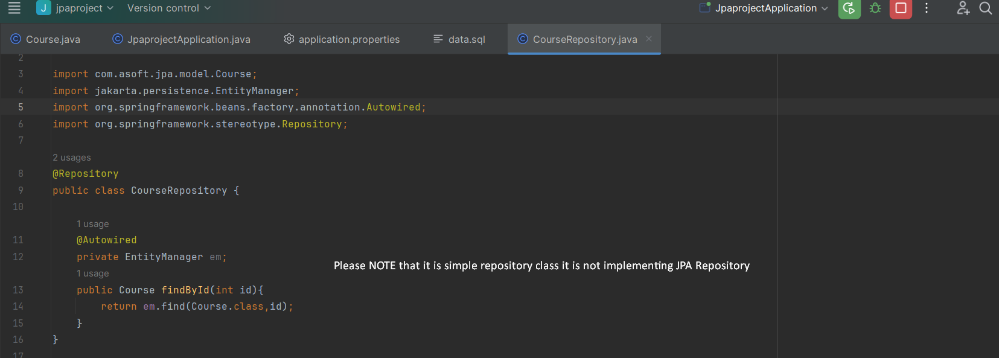 J jpaproject Version control JpaprojectApplication
Course.java JpaprojectApplication.java application.properties data.sql CourseRepository.java
2
3 import com.asoft.jpa.model.Course;
4 import jakarta.persistence.EntityManager;
5 import org.springframework.beans.factory.annotation.Autowired;
6 import org.springframework.stereotype.Repository;
7
2 usages
8 @Repository
9 public class CourseRepository {
10
1 usage
11 @Autowired
12 private EntityManager em;
Please NOTE that it is simple repository class it is not implementing JPA Repository
1 usage
13 public Course findById(int id){
14 return em.find(Course.class,id);
15 }
16 }
17